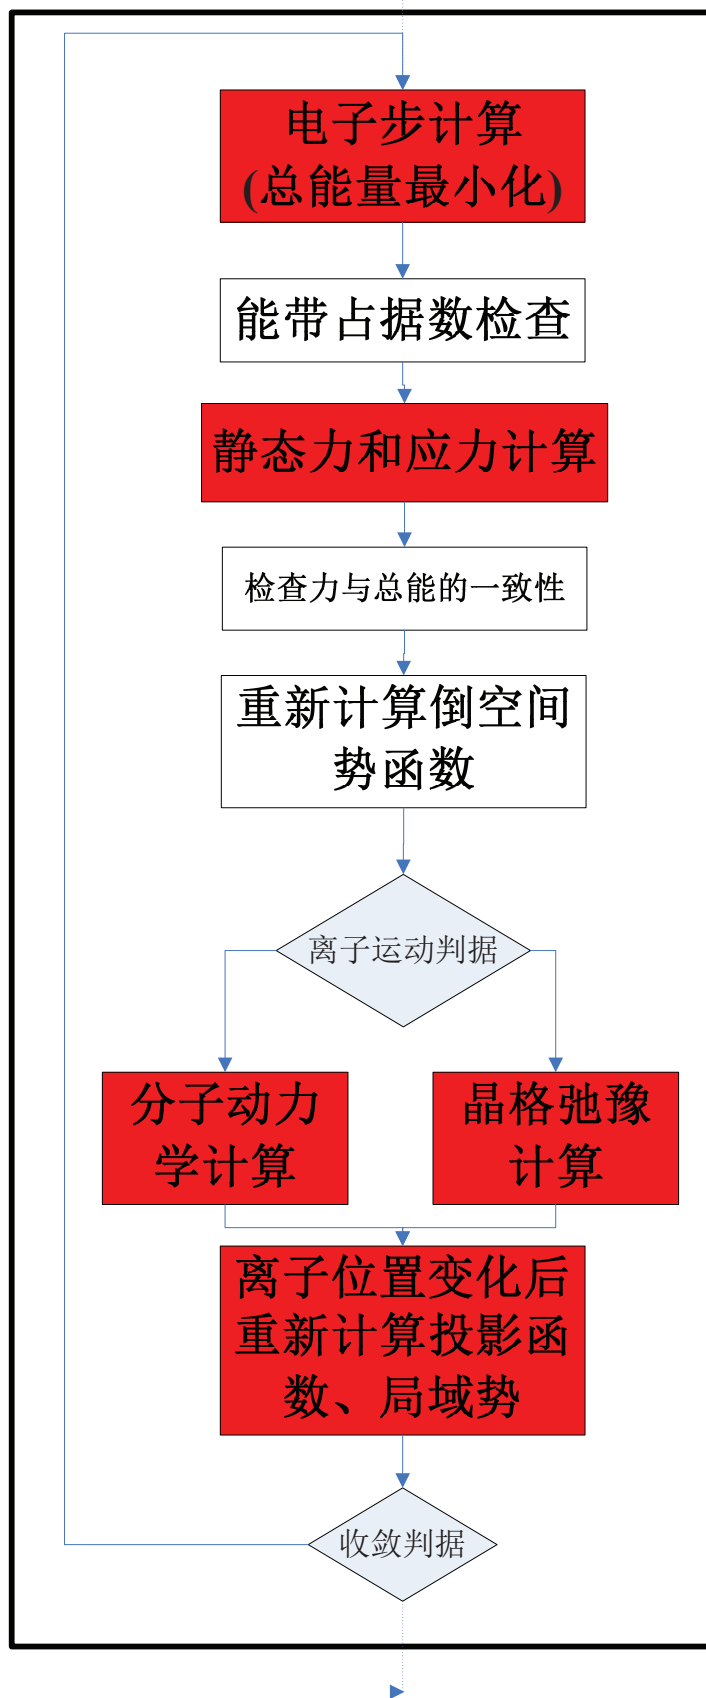 电子步计算
(总能量最小化)
能带占据数检查
静态力和应力计算
检查力与总能的一致性
重新计算倒空间
势函数
离子运动判据
分子动力
学计算
晶格弛豫
计算
离子位置变化后
重新计算投影函
数、局域势
收敛判据